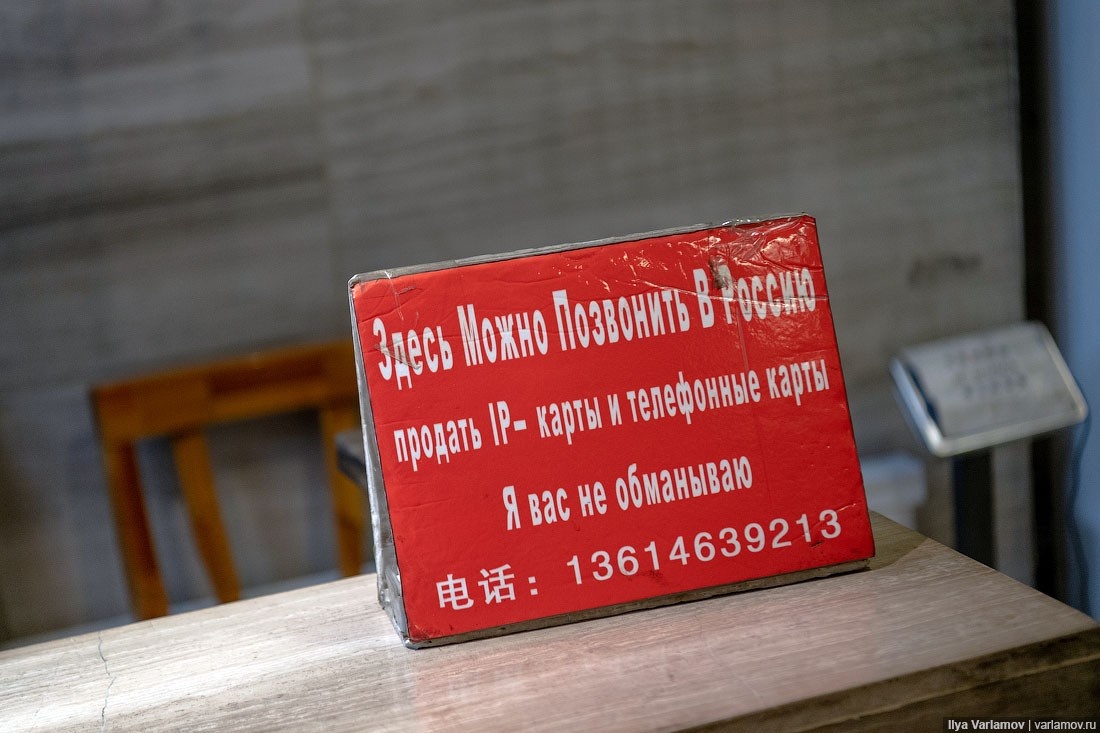 Здесь Можно Позвонить В Россию
продать IP- карты и телефонные карты
Я вас не обманываю
电话：13614639213
Ilya Varlamov | varlamov.ru